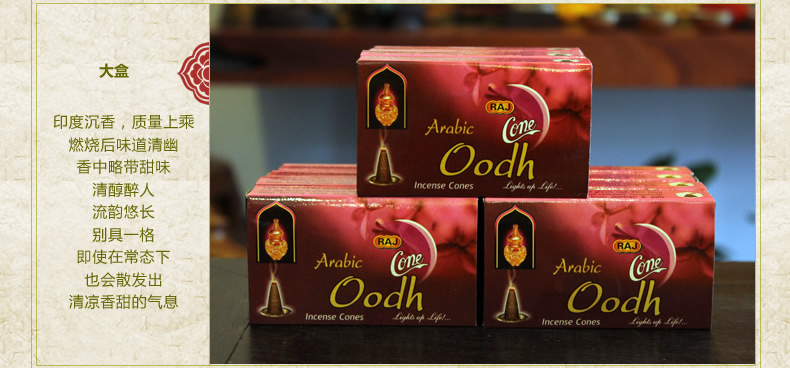 大盒
印度沉香，质量上乘
燃烧后味道清幽
香中略带甜味
清醇醉人
流韵悠长
别具一格
即使在常态下
也会散发出
清凉香甜的气息
RAJ
Arabic Cone
Oodh
Incense Cones Lights up Life!...
RAJ
Arabic Cone
Oodh
Incense Cones Lights up Life!...
RAJ
Arabic Cone
Oodh
Incense Cones Lights up Life!...